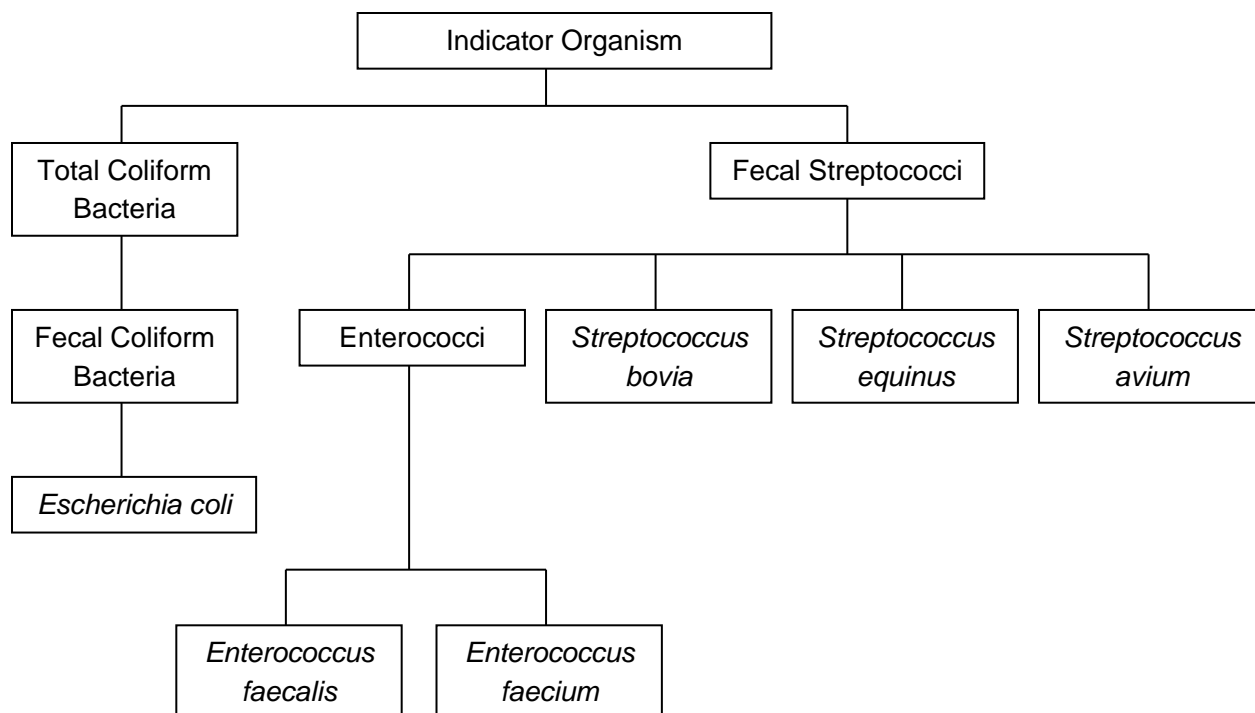 Indicator Organism
Total Coliform
Bacteria
Fecal Streptococci
Fecal Coliform
Bacteria
Enterococci
Streptococcus
bovia
Streptococcus
equinus
Streptococcus
avium
Escherichia coli
Enterococcus
faecalis
Enterococcus
faecium